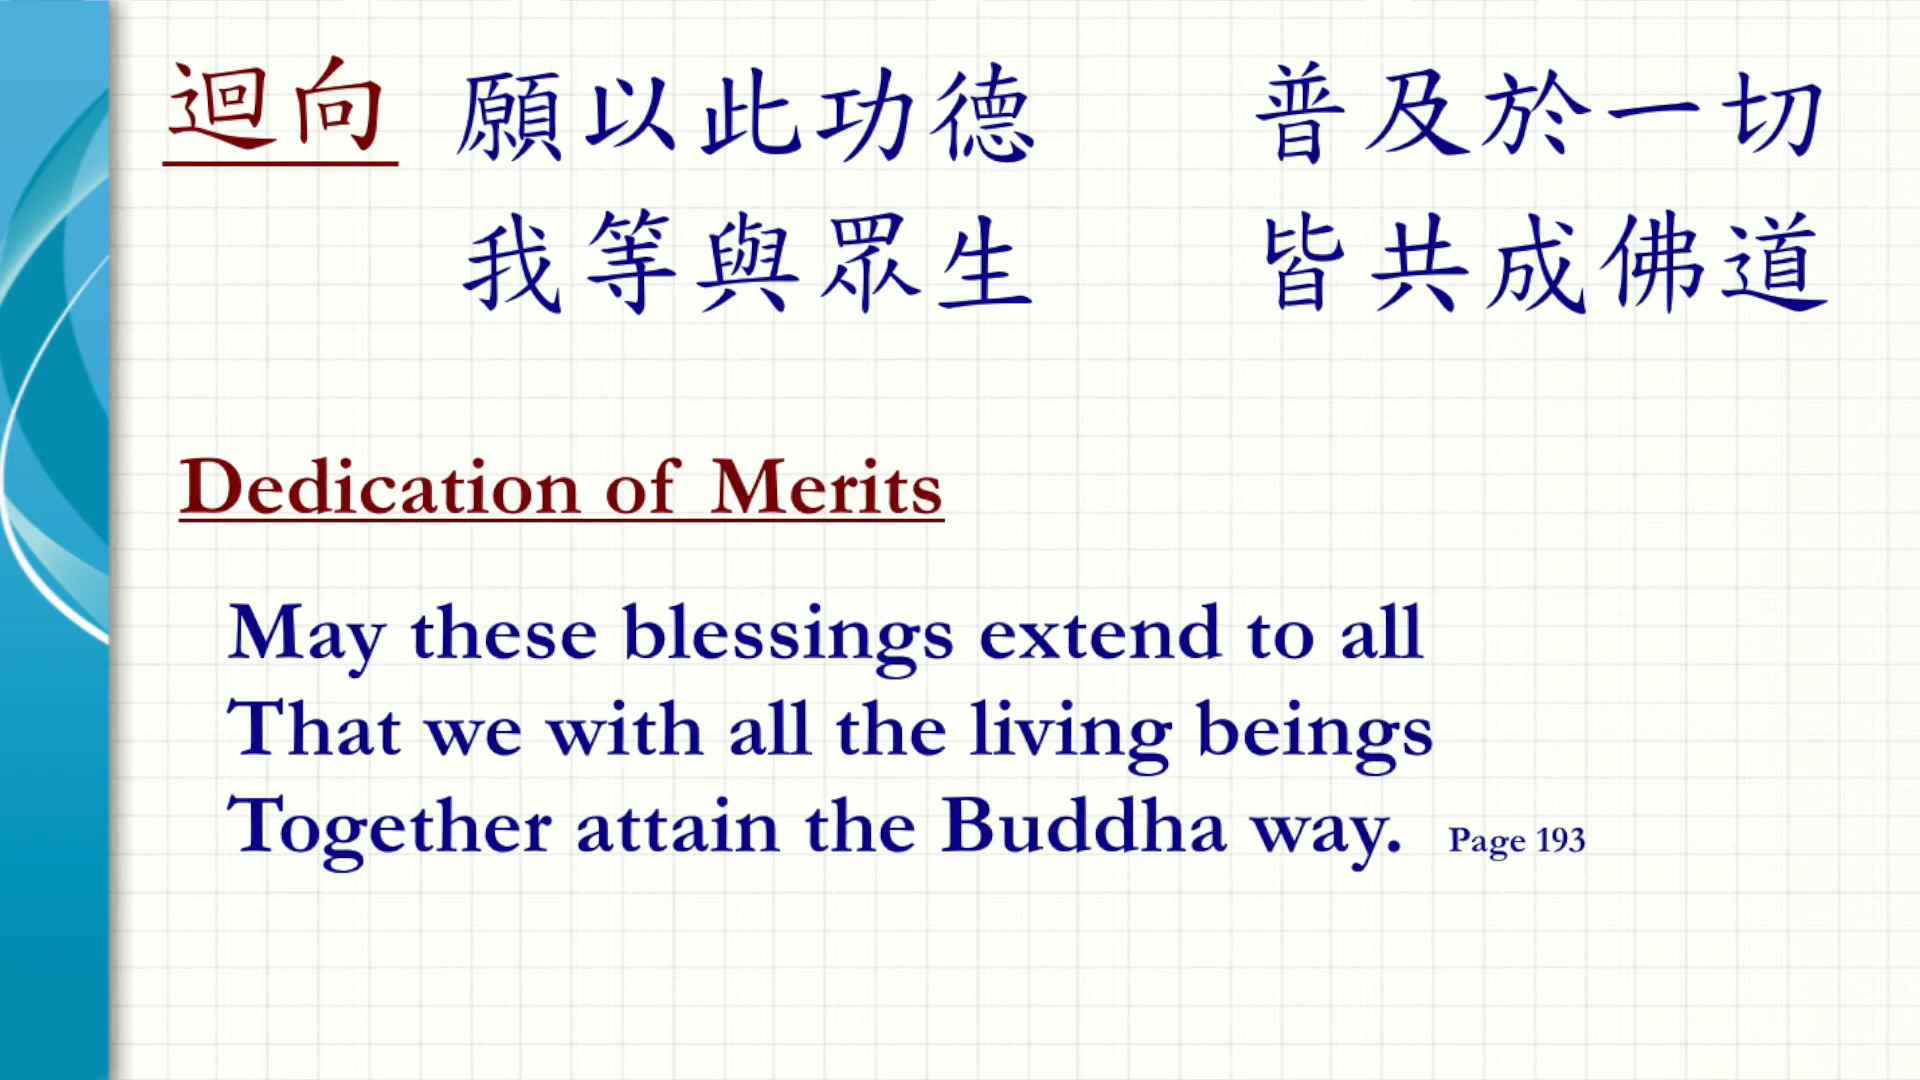 迴向 願以此功德 普及於一切
我等與眾生 皆共成佛道
Dedication of Merits
May these blessings extend to all
That we with all the living beings
Together attain the Buddha way. Page 193